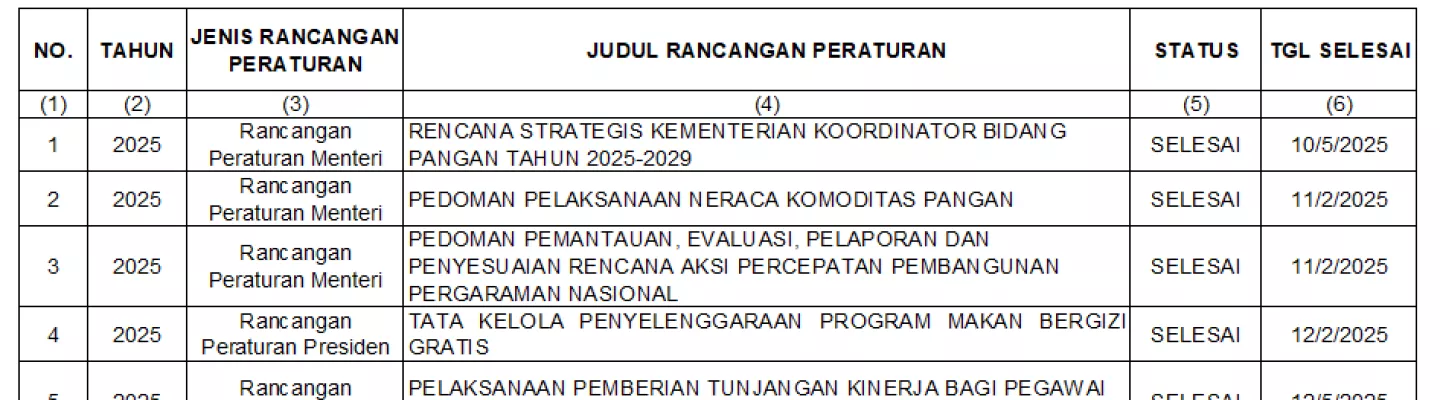 NO. TAHUN JENIS RANCANGAN PERATURAN JUDUL RANCANGAN PERATURAN STATUS TGL SELESAI
(1) (2) (3) (4) (5) (6)
1 2025 Rancangan Peraturan Menteri RENCANA STRATEGIS KEMENTERIAN KOORDINATOR BIDANG
PANGAN TAHUN 2025-2029 SELESAI 10/5/2025
2 2025 Rancangan Peraturan Menteri PEDOMAN PELAKSANAAN NERACA KOMODITAS PANGAN SELESAI 11/2/2025
3 2025 Rancangan Peraturan Menteri PEDOMAN PEMANTAUAN, EVALUASI, PELAPORAN DAN
PENYESUAIAN RENCANA AKSI PERCEPATAN PEMBANGUNAN
PERGARAMAN NASIONAL SELESAI 11/2/2025
4 2025 Rancangan Peraturan Presiden TATA KELOLA PENYELENGGARAAN PROGRAM MAKAN BERGIZI
GRATIS SELESAI 12/2/2025
Rancangan PELAKSANAAN PEMBERIAN TUNJANGAN KINERJA BAGI PEGAWAI